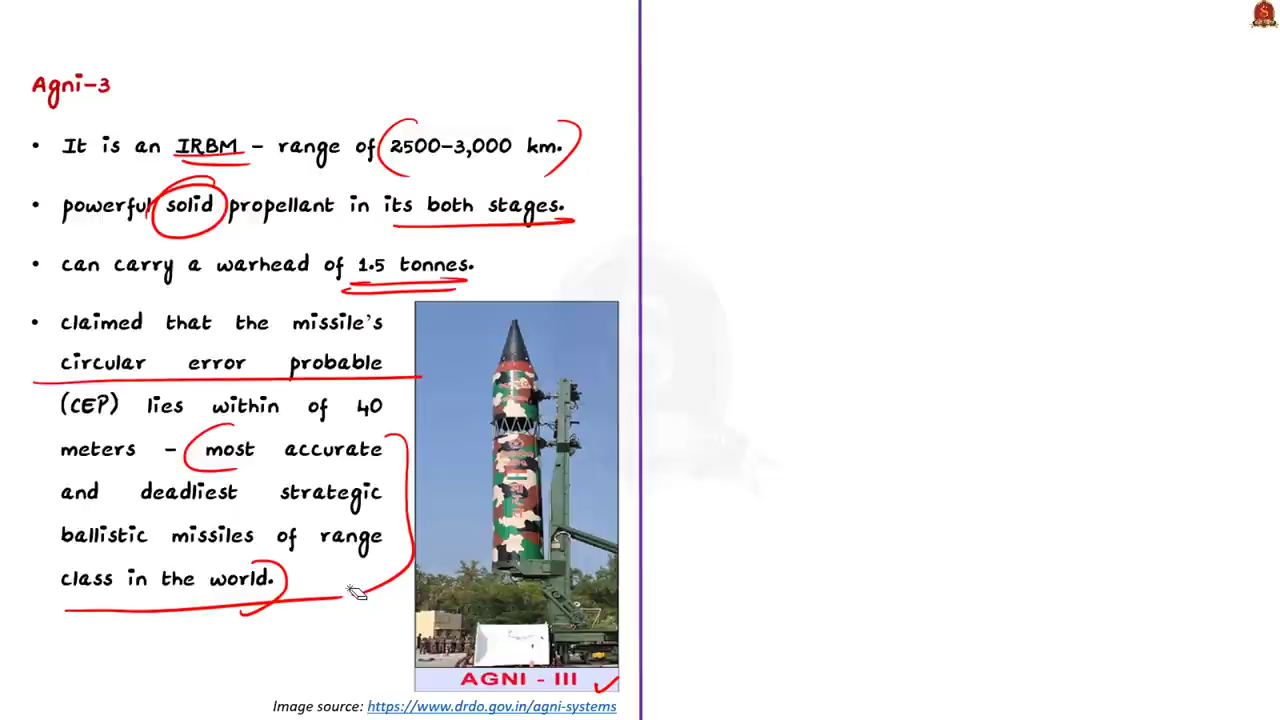 Agni-3
• It is an IRBM - range of 2500-3,000 km.
• powerful solid propellant in its both stages.
• can carry a warhead of 1.5 tonnes.
• claimed that the missile's
circular error probable
(CEP) lies within of 40
meters - most accurate
and deadliest strategic
ballistic missiles of range
class in the world.
AGNI - III
Image source: https://www.drdo.gov.in/agni-systems